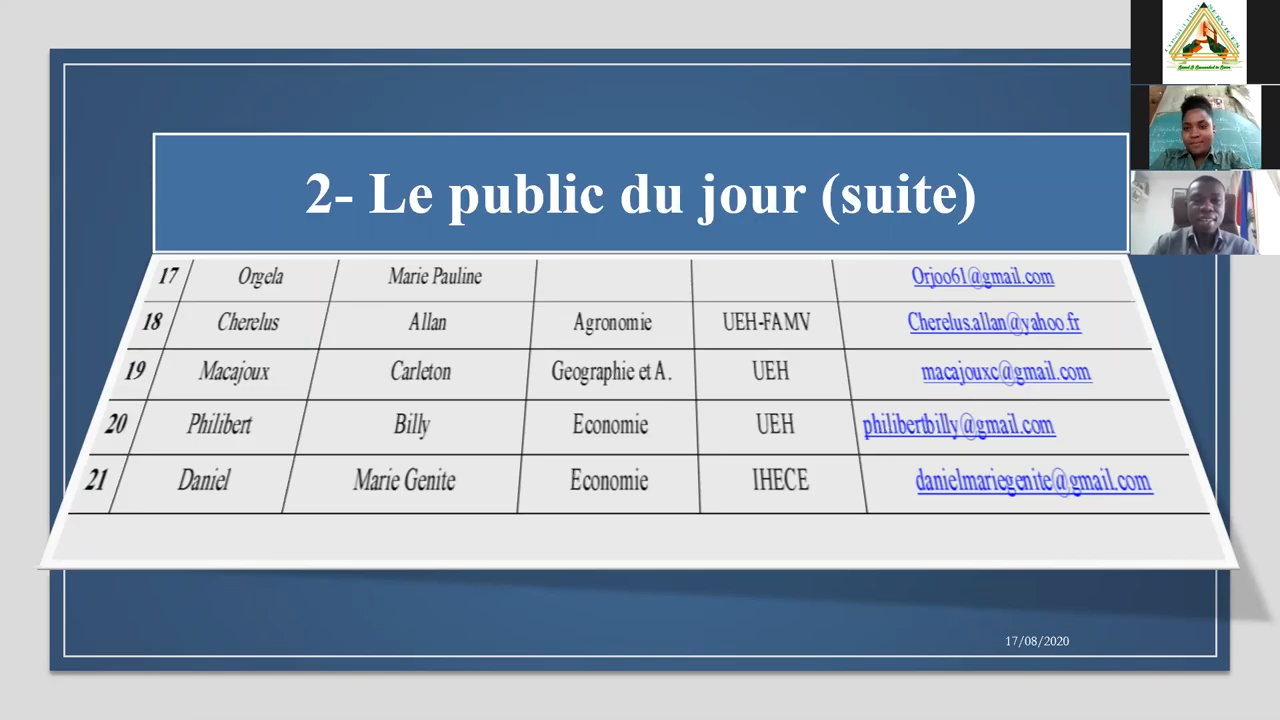 2- Le public du jour (suite)
17 Orgela Marie Pauline Orjoo61@gmail.com
18 Cherelus Allan Agronomie UEH-FAMV Cherelus.allan@yahoo.fr
19 Macajoux Carleton Geographie et A. UEH macajouxc@gmail.com
20 Philibert Billy Economie UEH philibertbilly@gmail.com
21 Daniel Marie Genite Economie IHECE danielmariegenite@gmail.com
17/08/2020